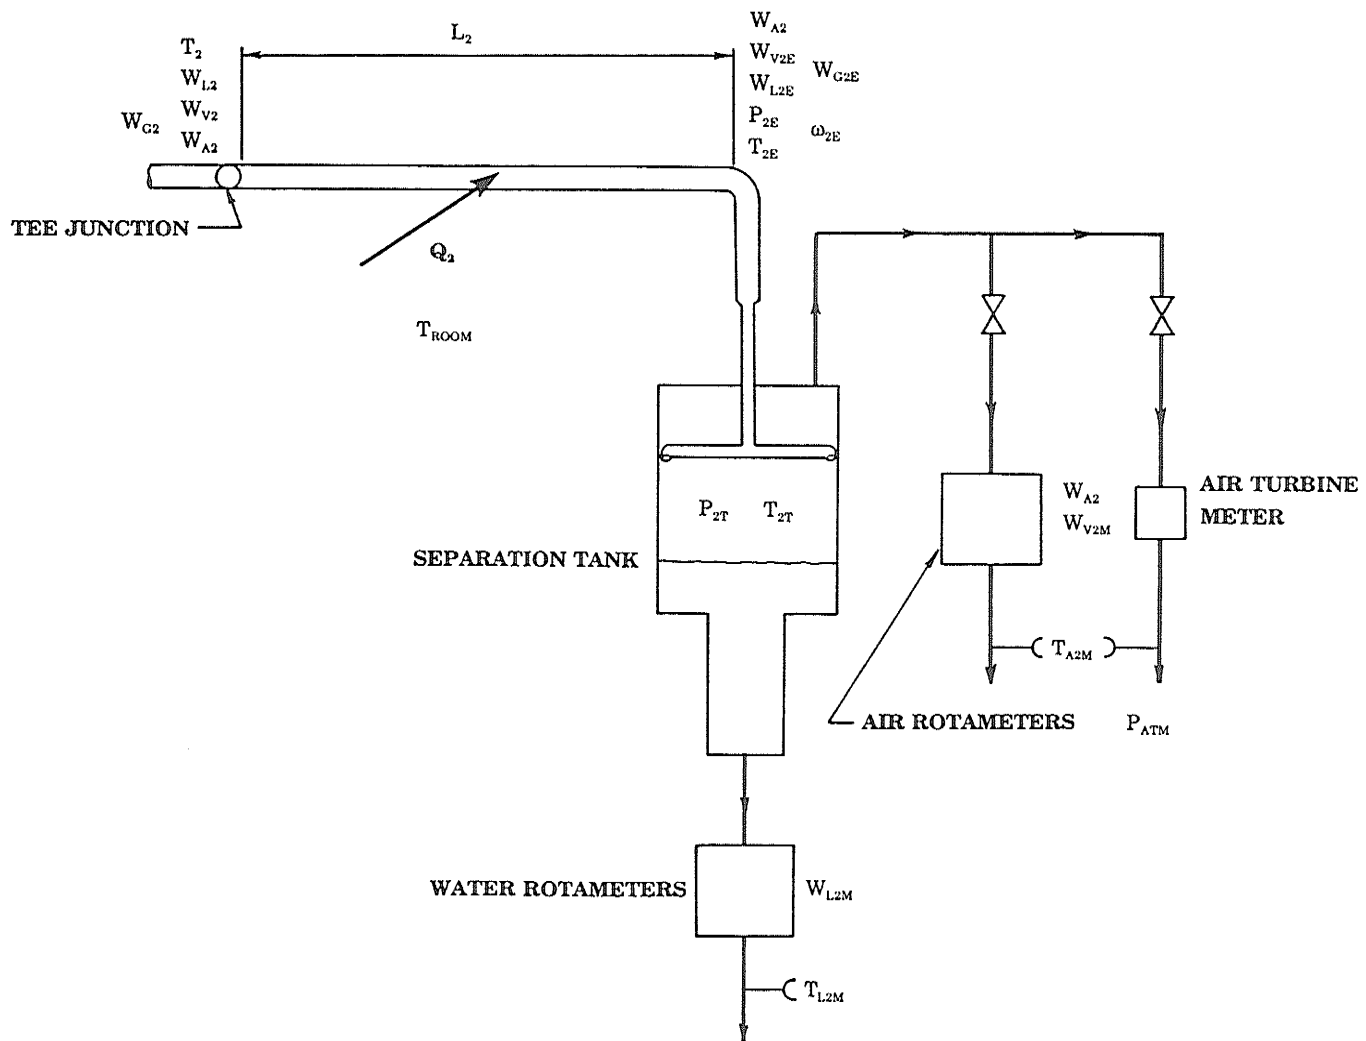 L2
T2
WL2
WG2 WV2
WA2
WA2
WV2E WG2E
WL2E
P2E ω2E
T2E
TEE JUNCTION
Q2
TROOM
P2T T2T
SEPARATION TANK
WA2
WV2M
AIR TURBINE
METER
TA2M
AIR ROTAMETERS
PATM
WATER ROTAMETERS
WL2M
TL2M